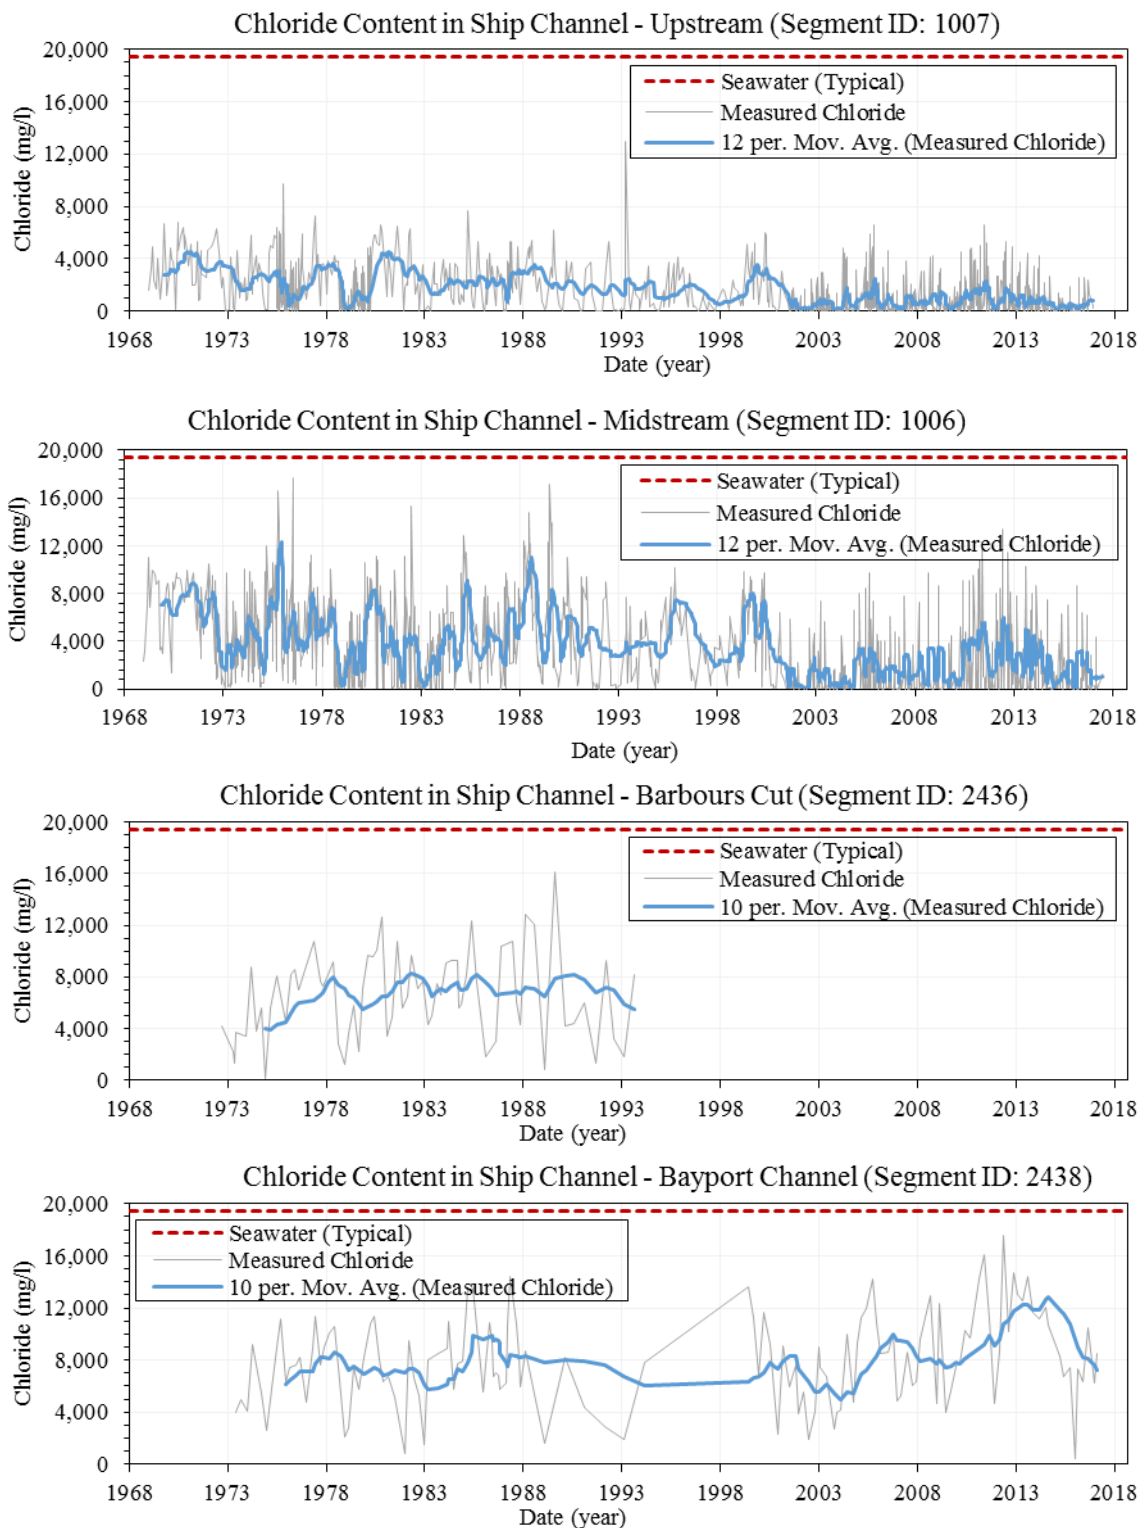 Chloride Content in Ship Channel - Upstream (Segment ID: 1007)
20,000
16,000
12,000
8,000
4,000
0
Chloride (mg/l)
Seawater (Typical)
Measured Chloride
12 per. Mov. Avg. (Measured Chloride)
1968 1973 1978 1983 1988 1993 1998 2003 2008 2013 2018
Date (year)
Chloride Content in Ship Channel - Midstream (Segment ID: 1006)
20,000
16,000
12,000
8,000
4,000
0
Chloride (mg/l)
Seawater (Typical)
Measured Chloride
12 per. Mov. Avg. (Measured Chloride)
1968 1973 1978 1983 1988 1993 1998 2003 2008 2013 2018
Date (year)
Chloride Content in Ship Channel - Barbours Cut (Segment ID: 2436)
20,000
16,000
12,000
8,000
4,000
0
Chloride (mg/l)
Seawater (Typical)
Measured Chloride
10 per. Mov. Avg. (Measured Chloride)
1968 1973 1978 1983 1988 1993 1998 2003 2008 2013 2018
Date (year)
Chloride Content in Ship Channel - Bayport Channel (Segment ID: 2438)
20,000
16,000
12,000
8,000
4,000
0
Chloride (mg/l)
Seawater (Typical)
Measured Chloride
10 per. Mov. Avg. (Measured Chloride)
1968 1973 1978 1983 1988 1993 1998 2003 2008 2013 2018
Date (year)